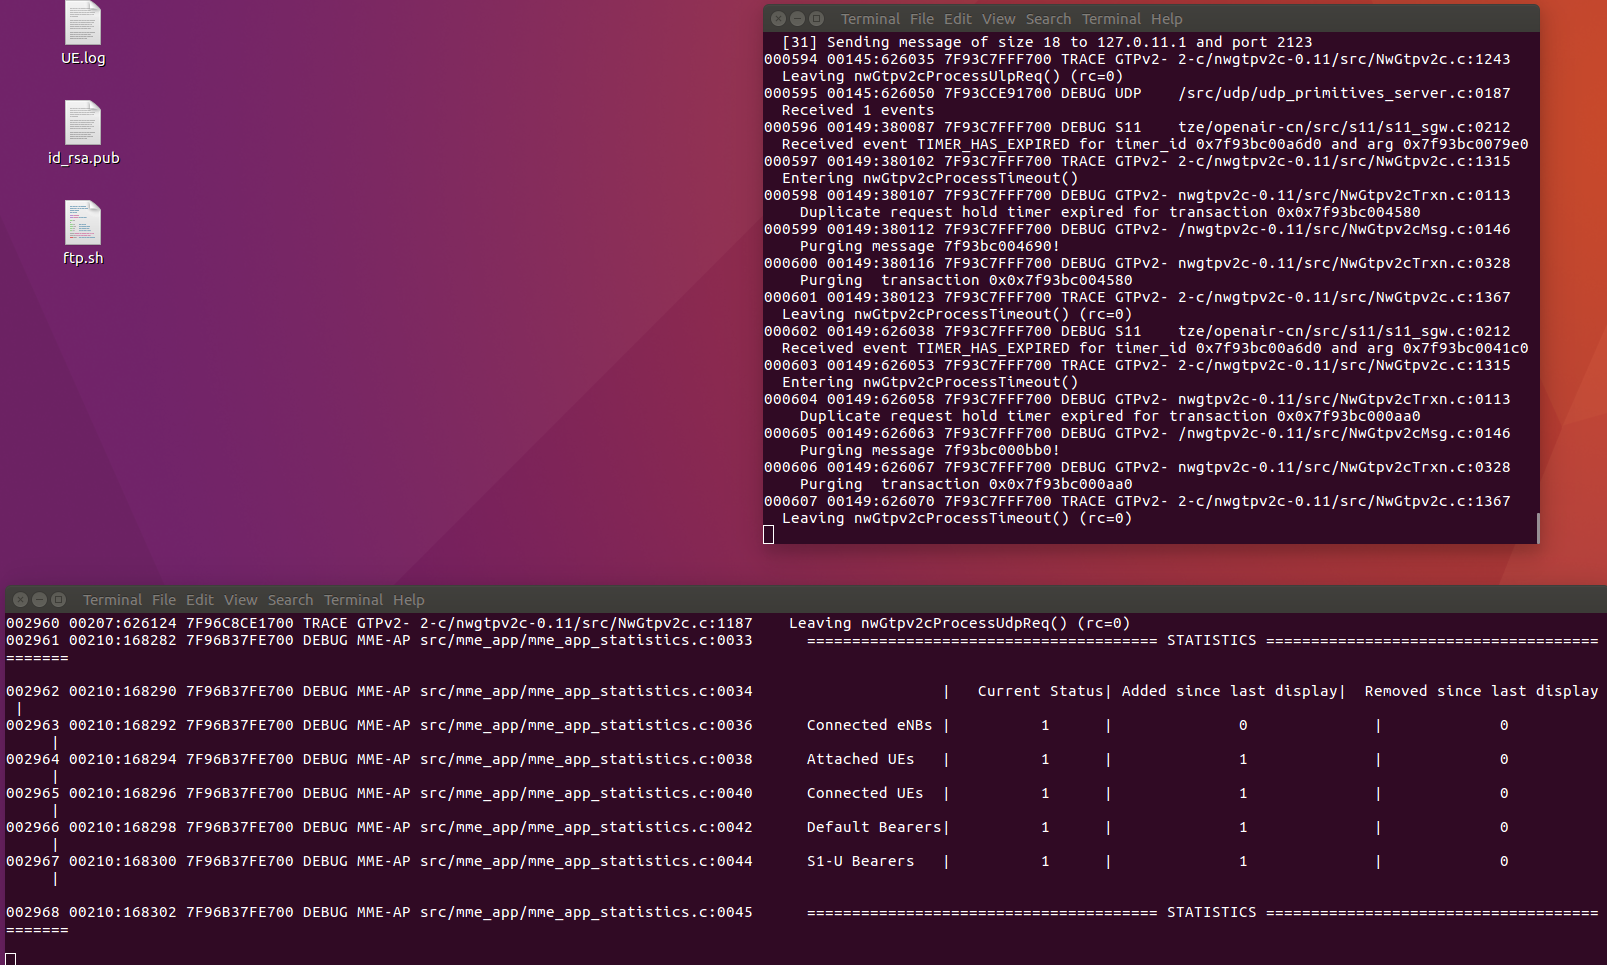 UE.log
id_rsa.pub
ftp.sh
Terminal File Edit View Search Terminal Help
[31] Sending message of size 18 to 127.0.11.1 and port 2123
000594 00145:626035 7F93C7FFF700 TRACE GTPv2- 2-c/nwgtpv2c-0.11/src/NwGtpv2c.c:1243
Leaving nwGtpv2cProcessUlpReq() (rc=0)
000595 00145:626050 7F93CCE91700 DEBUG UDP /src/udp/udp_primitives_server.c:0187
Received 1 events
000596 00149:380087 7F93C7FFF700 DEBUG S11 tze/openair-cn/src/s11/s11_sgw.c:0212
Received event TIMER_HAS_EXPIRED for timer_id 0x7f93bc00a6d0 and arg 0x7f93bc0079e0
000597 00149:380102 7F93C7FFF700 TRACE GTPv2- 2-c/nwgtpv2c-0.11/src/NwGtpv2c.c:1315
Entering nwGtpv2cProcessTimeout()
000598 00149:380107 7F93C7FFF700 DEBUG GTPv2- nwgtpv2c-0.11/src/NwGtpv2cTrxn.c:0113
Duplicate request hold timer expired for transaction 0x0x7f93bc004580
000599 00149:380112 7F93C7FFF700 DEBUG GTPv2- /nwgtpv2c-0.11/src/NwGtpv2cMsg.c:0146
Purging message 7f93bc004690!
000600 00149:380116 7F93C7FFF700 DEBUG GTPv2- nwgtpv2c-0.11/src/NwGtpv2cTrxn.c:0328
Purging  transaction 0x0x7f93bc004580
000601 00149:380123 7F93C7FFF700 TRACE GTPv2- 2-c/nwgtpv2c-0.11/src/NwGtpv2c.c:1367
Leaving nwGtpv2cProcessTimeout() (rc=0)
000602 00149:626038 7F93C7FFF700 DEBUG S11 tze/openair-cn/src/s11/s11_sgw.c:0212
Received event TIMER_HAS_EXPIRED for timer_id 0x7f93bc00a6d0 and arg 0x7f93bc0041c0
000603 00149:626053 7F93C7FFF700 TRACE GTPv2- 2-c/nwgtpv2c-0.11/src/NwGtpv2c.c:1315
Entering nwGtpv2cProcessTimeout()
000604 00149:626058 7F93C7FFF700 DEBUG GTPv2- nwgtpv2c-0.11/src/NwGtpv2cTrxn.c:0113
Duplicate request hold timer expired for transaction 0x0x7f93bc000aa0
000605 00149:626063 7F93C7FFF700 DEBUG GTPv2- /nwgtpv2c-0.11/src/NwGtpv2cMsg.c:0146
Purging message 7f93bc000bb0!
000606 00149:626067 7F93C7FFF700 DEBUG GTPv2- nwgtpv2c-0.11/src/NwGtpv2cTrxn.c:0328
Purging  transaction 0x0x7f93bc000aa0
000607 00149:626070 7F93C7FFF700 TRACE GTPv2- 2-c/nwgtpv2c-0.11/src/NwGtpv2c.c:1367
Leaving nwGtpv2cProcessTimeout() (rc=0)
Terminal File Edit View Search Terminal Help
002960 00207:626124 7F96C8CE1700 TRACE GTPv2- 2-c/nwgtpv2c-0.11/src/NwGtpv2c.c:1187 Leaving nwGtpv2cProcessUdpReq() (rc=0)
002961 00210:168282 7F96B37FE700 DEBUG MME-AP src/mme_app/mme_app_statistics.c:0033 ======================================= STATISTICS =====================================
=======
002962 00210:168290 7F96B37FE700 DEBUG MME-AP src/mme_app/mme_app_statistics.c:0034 | Current Status| Added since last display| Removed since last display
|
002963 00210:168292 7F96B37FE700 DEBUG MME-AP src/mme_app/mme_app_statistics.c:0036 Connected eNBs | 1 | 0 | 0
|
002964 00210:168294 7F96B37FE700 DEBUG MME-AP src/mme_app/mme_app_statistics.c:0038 Attached UEs | 1 | 1 | 0
|
002965 00210:168296 7F96B37FE700 DEBUG MME-AP src/mme_app/mme_app_statistics.c:0040 Connected UEs | 1 | 1 | 0
|
002966 00210:168298 7F96B37FE700 DEBUG MME-AP src/mme_app/mme_app_statistics.c:0042 Default Bearers| 1 | 1 | 0
|
002967 00210:168300 7F96B37FE700 DEBUG MME-AP src/mme_app/mme_app_statistics.c:0044 S1-U Bearers | 1 | 1 | 0
|
002968 00210:168302 7F96B37FE700 DEBUG MME-AP src/mme_app/mme_app_statistics.c:0045 ======================================= STATISTICS =====================================
=======